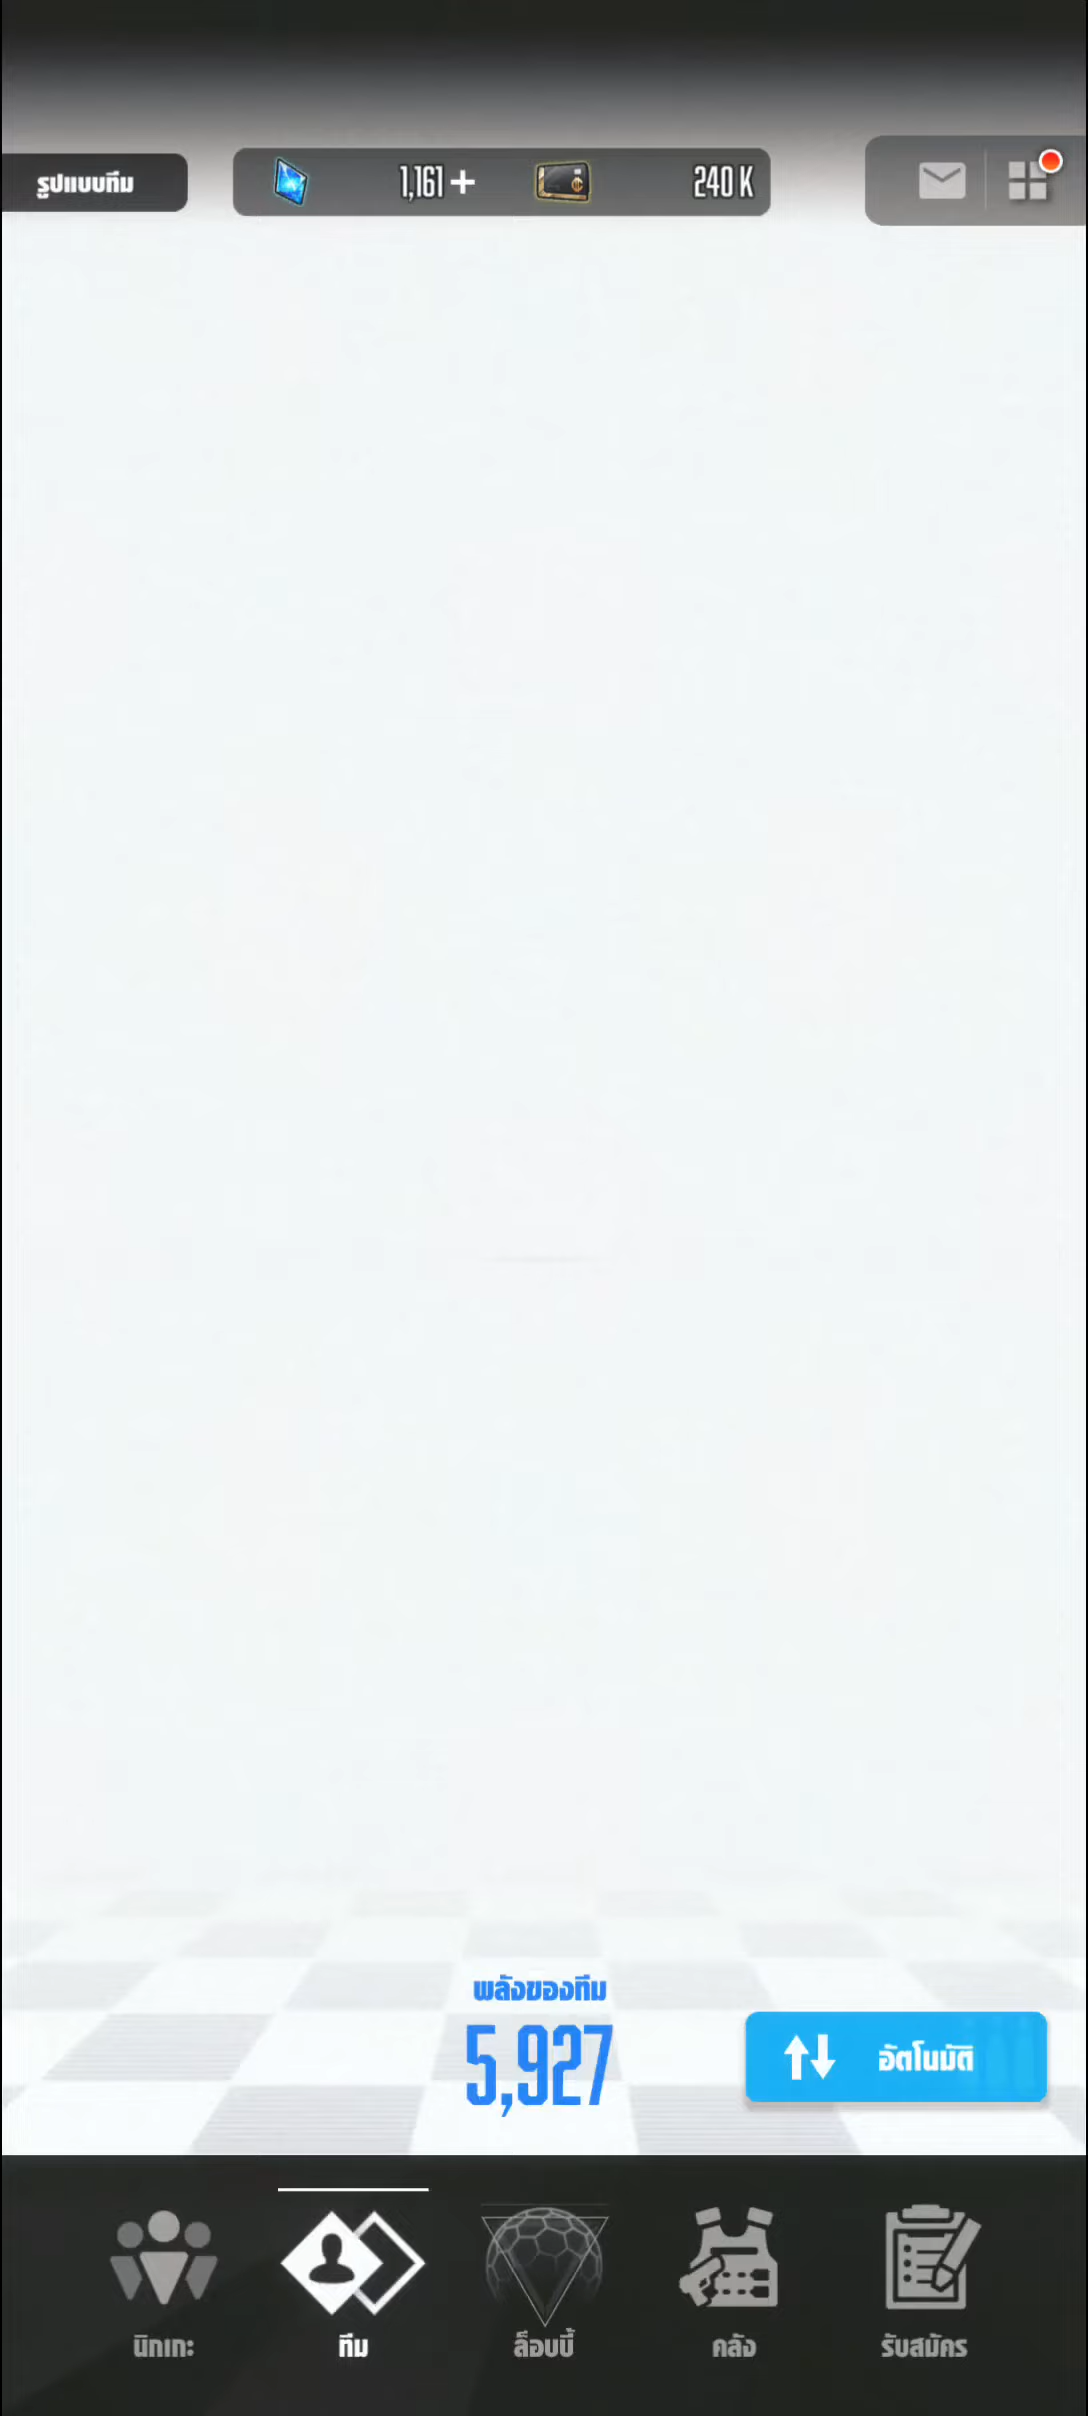 รูปแบบทีม
1,161 +
240 K
พลังของทีม
5,927
อัตโนมัติ
นิกเกะ
ทีม
ล็อบบี้
คลัง
รับสมัคร